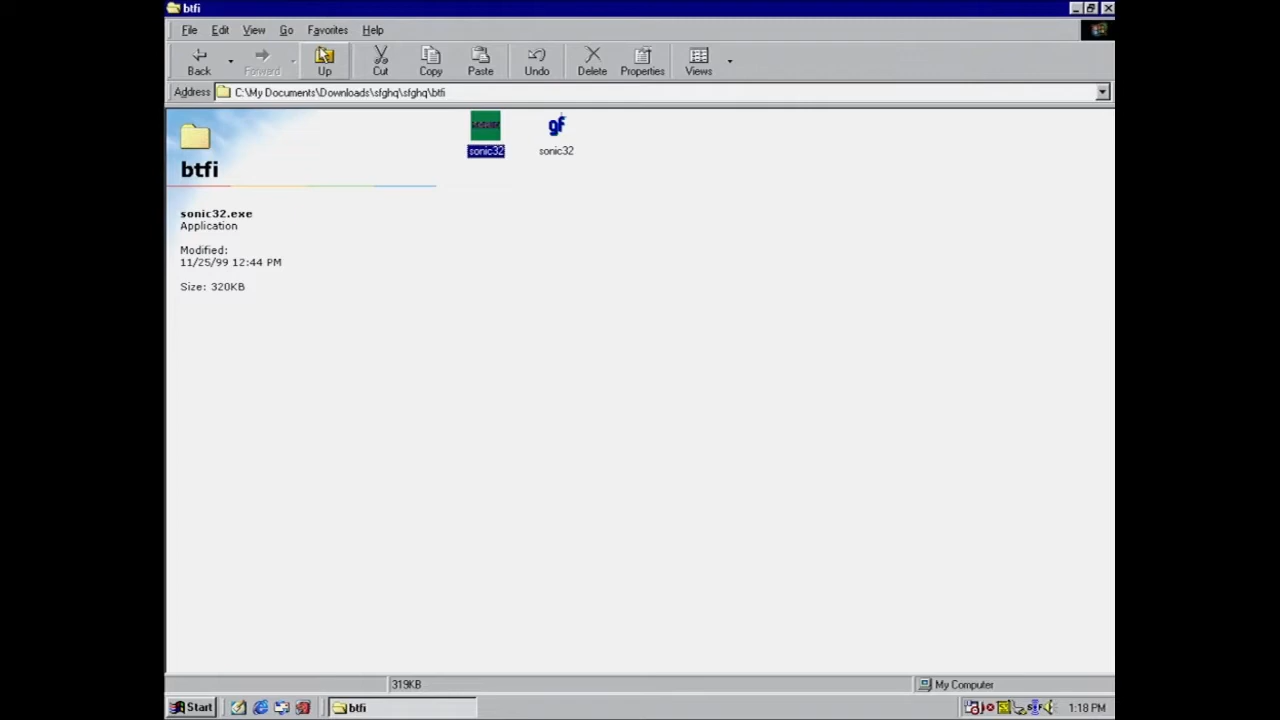 btfi
File Edit View Go Favorites Help
Back Forward Up Cut Copy Paste Undo Delete Properties Views
Address C:\My Documents\Downloads\sfghq\sfghq\btfi
gf
sonic32 sonic32
btfi
sonic32.exe
Application
Modified:
11/25/99 12:44 PM
Size: 320KB
319KB My Computer
Start btfi 1:18 PM